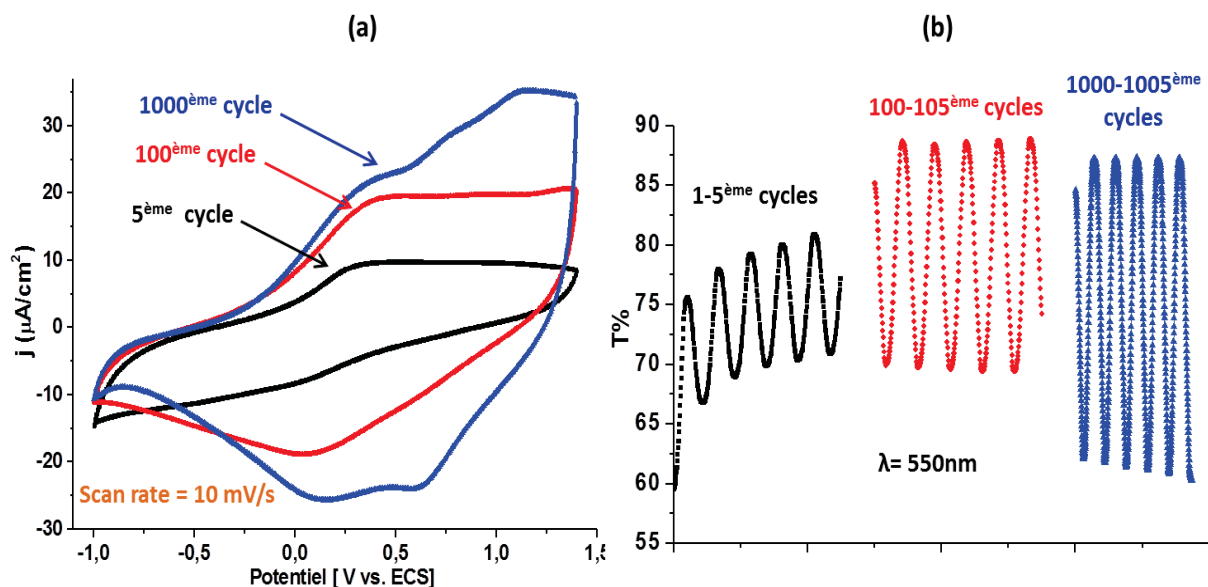 (a)
(b)
1000ème cycle
100ème cycle
5ème cycle
Scan rate = 10 mV/s
j (µA/cm²)
30
20
10
0
-10
-20
-30
-1,0
-0,5
0,0
0,5
1,0
1,5
Potentiel [ V vs. ECS]
1000-1005ème
cycles
100-105ème cycles
1-5ème cycles
λ= 550nm
T%
90
85
80
75
70
65
60
55